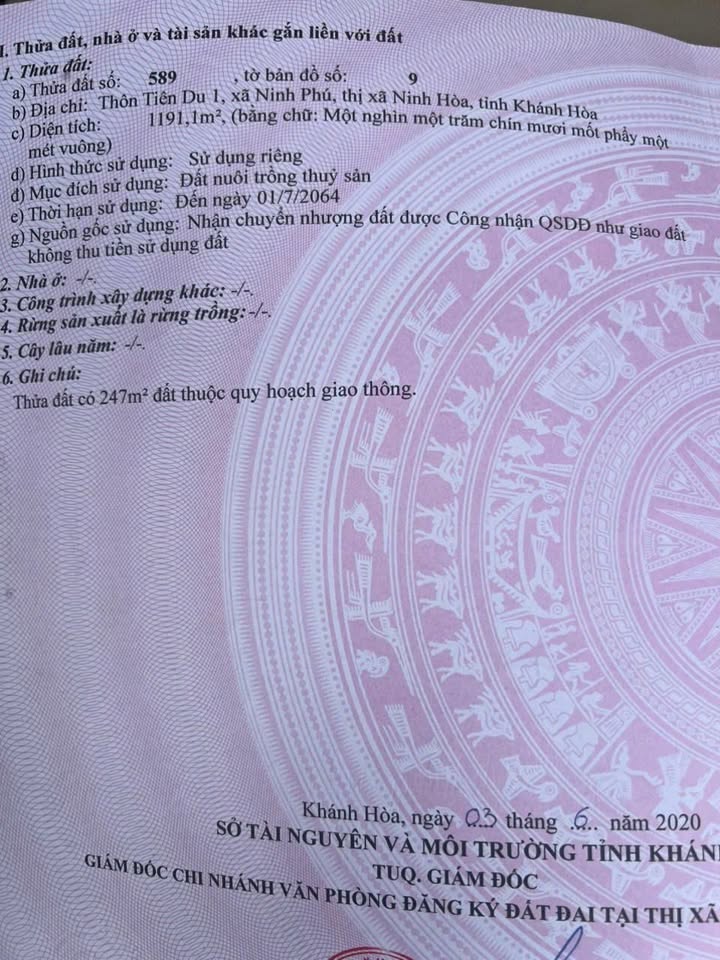 I. Thửa đất, nhà ở và tài sản khác gắn liền với đất
1. Thửa đất:
a) Thửa đất số: 589 , tờ bản đồ số: 9
b) Địa chỉ: Thôn Tiên Du 1, xã Ninh Phú, thị xã Ninh Hòa, tỉnh Khánh Hòa
c) Diện tích: 1191,1m², (bằng chữ: Một nghìn một trăm chín mươi mốt phẩy một
mét vuông)
d) Hình thức sử dụng: Sử dụng riêng
đ) Mục đích sử dụng: Đất nuôi trồng thuỷ sản
e) Thời hạn sử dụng: Đến ngày 01/7/2064
g) Nguồn gốc sử dụng: Nhận chuyển nhượng đất được Công nhận QSDĐ như giao đất
không thu tiền sử dụng đất
2. Nhà ở: -/-.
3. Công trình xây dựng khác: -/-.
4. Rừng sản xuất là rừng trồng: -/-.
5. Cây lâu năm: -/-.
6. Ghi chú:
Thửa đất có 247m² đất thuộc quy hoạch giao thông.
Khánh Hòa, ngày 03 tháng .6.. năm 2020
SỞ TÀI NGUYÊN VÀ MÔI TRƯỜNG TỈNH KHÁN
TUQ. GIÁM ĐỐC
GIÁM ĐỐC CHI NHÁNH VĂN PHÒNG ĐĂNG KÝ ĐẤT ĐAI TẠI THỊ XÃ